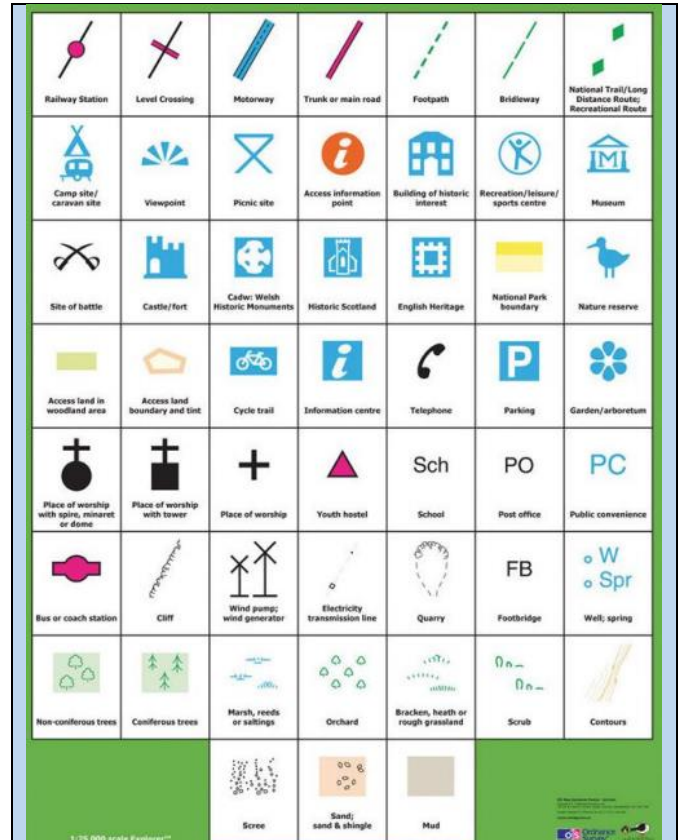 Railway Station
Level Crossing
Motorway
Trunk or main road
Footpath
Bridleway
National Trail/Long
Distance Route;
Recreational Route
Camp site/
caravan site
Viewpoint
Picnic site
i
Access information
point
Building of historic
interest
Recreation/leisure/
sports centre
M
Museum
Site of battle
Castle/fort
Cadw: Welsh
Historic Monuments
Historic Scotland
English Heritage
National Park
boundary
Nature reserve
Access land in
woodland area
Access land
boundary and tint
Cycle trail
i
Information centre
Telephone
P
Parking
Garden/arboretum
Place of worship
with spire, minaret
or dome
Place of worship
with tower
Place of worship
Youth hostel
Sch
School
PO
Post office
PC
Public convenience
Bus or coach station
Cliff
Wind pump;
wind generator
Electricity
transmission line
Quarry
FB
Footbridge
W
Spr
Well; spring
Non-coniferous trees
Coniferous trees
Marsh, reeds
or saltings
Orchard
Bracken, heath or
rough grassland
Scrub
Contours
Scree
Sand;
sand & shingle
Mud
1:25 000 scale Explorer™
OS Ordnance
Survey